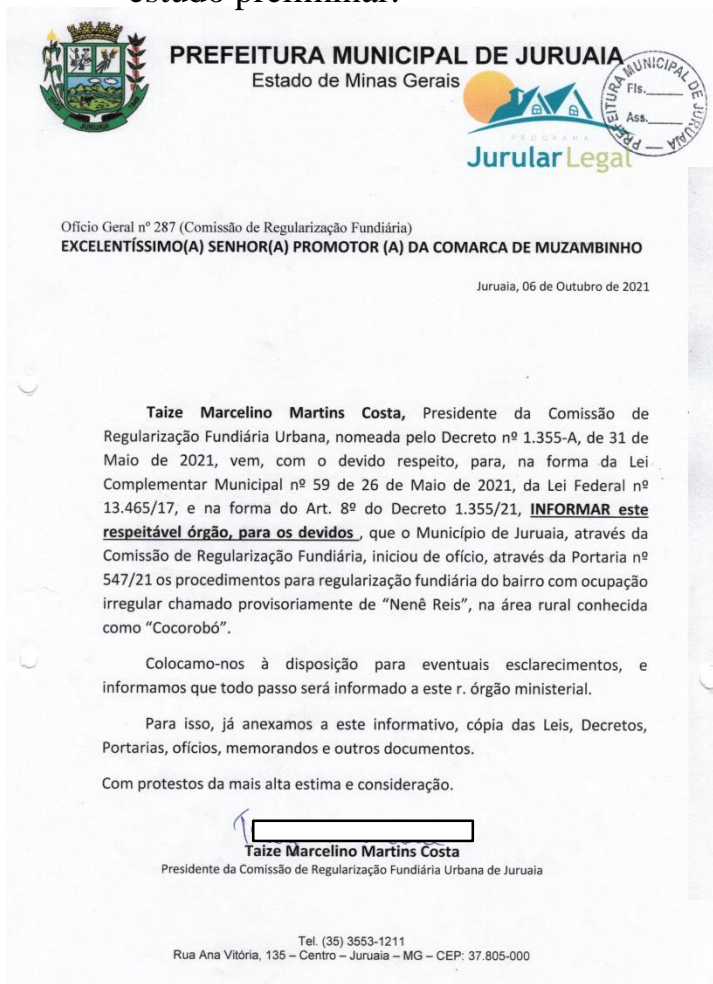 estudo preliminar.
PREFEITURA MUNICIPAL DE JURUAIA
Estado de Minas Gerais
PREFEITURA MUNICIPAL DE JURUAIA
Fls.
Ass.
JURUAIA
PROGRAMA
Jurular Legal
Ofício Geral nº 287 (Comissão de Regularização Fundiária)
EXCELENTÍSSIMO(A) SENHOR(A) PROMOTOR (A) DA COMARCA DE MUZAMBINHO
Juruaia, 06 de Outubro de 2021
Taize Marcelino Martins Costa, Presidente da Comissão de
Regularização Fundiária Urbana, nomeada pelo Decreto nº 1.355-A, de 31 de
Maio de 2021, vem, com o devido respeito, para, na forma da Lei
Complementar Municipal nº 59 de 26 de Maio de 2021, da Lei Federal nº
13.465/17, e na forma do Art. 8º do Decreto 1.355/21, INFORMAR este
respeitável órgão, para os devidos , que o Município de Juruaia, através da
Comissão de Regularização Fundiária, iniciou de ofício, através da Portaria nº
547/21 os procedimentos para regularização fundiária do bairro com ocupação
irregular chamado provisoriamente de “Nenê Reis”, na área rural conhecida
como “Cocorobó”.
Colocamo-nos à disposição para eventuais esclarecimentos, e
informamos que todo passo será informado a este r. órgão ministerial.
Para isso, já anexamos a este informativo, cópia das Leis, Decretos,
Portarias, ofícios, memorandos e outros documentos.
Com protestos da mais alta estima e consideração.
Taize Marcelino Martins Costa
Presidente da Comissão de Regularização Fundiária Urbana de Juruaia
Tel. (35) 3553-1211
Rua Ana Vitória, 135 – Centro – Juruaia – MG – CEP: 37.805-000